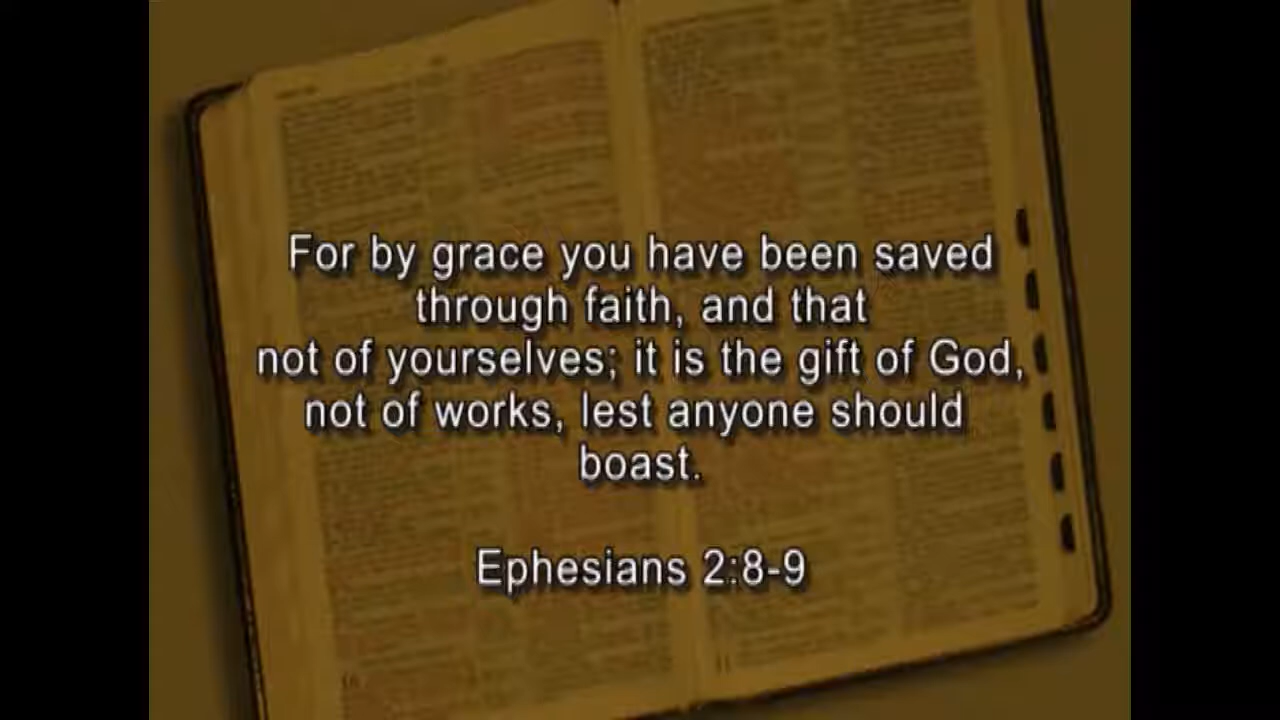 For by grace you have been saved
through faith, and that
not of yourselves; it is the gift of God,
not of works, lest anyone should
boast.
Ephesians 2:8-9